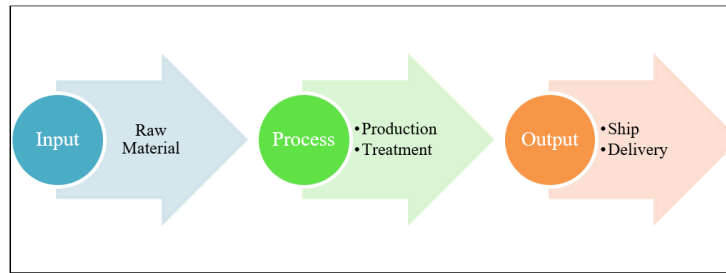 Input
Raw
Material
Process
•Production
•Treatment
Output
•Ship
•Delivery